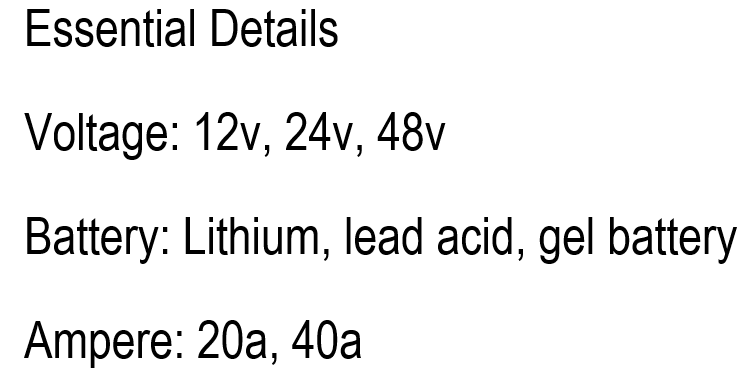 Essential Details
Voltage: 12v, 24v, 48v
Battery: Lithium, lead acid, gel battery
Ampere: 20a, 40a